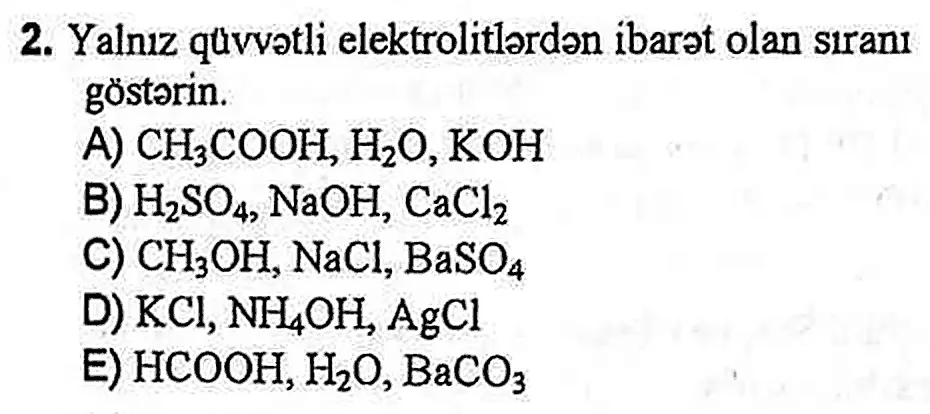 2. Yalnız qüvvətli elektrolitlərdən ibarət olan sıranı
göstərin.
A) CH₃COOH, H₂O, KOH
B) H₂SO₄, NaOH, CaCl₂
C) CH₃OH, NaCl, BaSO₄
D) KCl, NH₄OH, AgCl
E) HCOOH, H₂O, BaCO₃